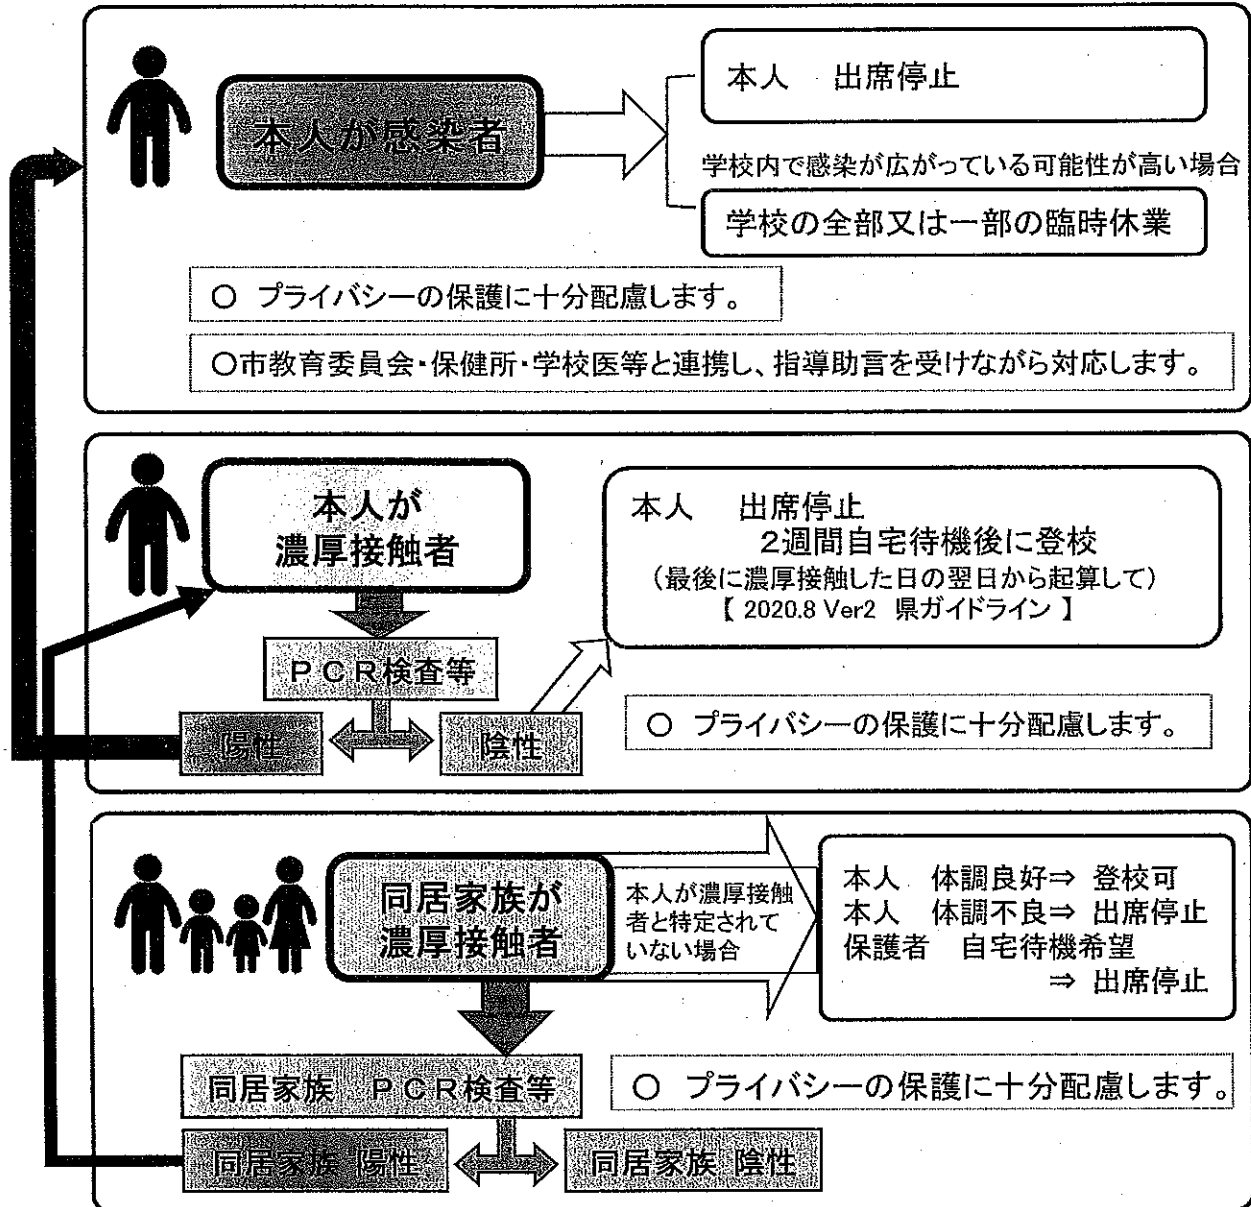 本人が感染者
本人　出席停止
学校内で感染が広がっている可能性が高い場合
学校の全部又は一部の臨時休業
○　プライバシーの保護に十分配慮します。
○市教育委員会・保健所・学校医等と連携し、指導助言を受けながら対応します。
本人が
濃厚接触者
本人　出席停止
２週間自宅待機後に登校
（最後に濃厚接触した日の翌日から起算して）
【 2020.8 Ver2　県ガイドライン 】
ＰＣＲ検査等
陽性
陰性
○　プライバシーの保護に十分配慮します。
同居家族が
濃厚接触者
本人が濃厚接触
者と特定されて
いない場合
本人　体調良好⇒ 登校可
本人　体調不良⇒ 出席停止
保護者　自宅待機希望
⇒ 出席停止
同居家族　ＰＣＲ検査等
○　プライバシーの保護に十分配慮します。
同居家族 陽性
同居家族 陰性